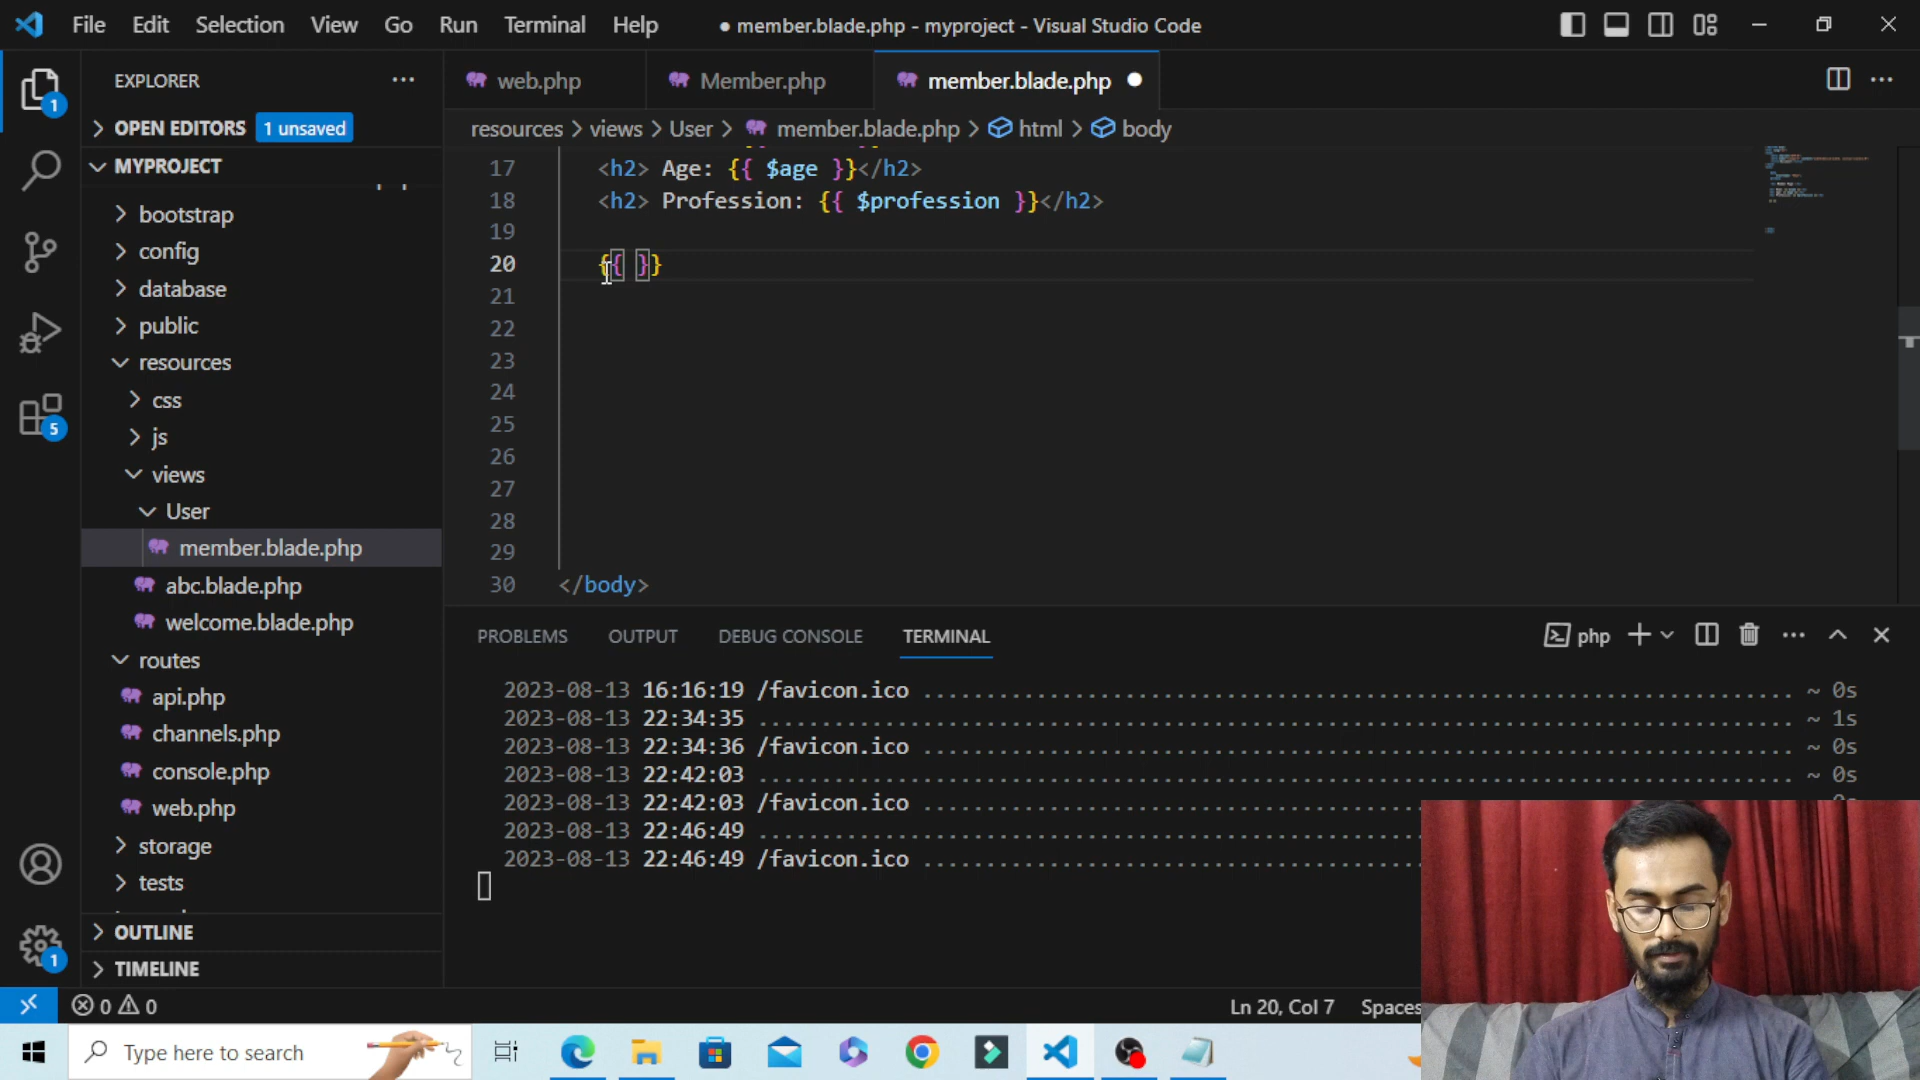 File Edit Selection View Go Run Terminal Help
● member.blade.php - myproject - Visual Studio Code
EXPLORER
OPEN EDITORS 1 unsaved
MYPROJECT
bootstrap
config
database
public
resources
css
js
views
User
member.blade.php
abc.blade.php
welcome.blade.php
routes
api.php
channels.php
console.php
web.php
storage
tests
OUTLINE
TIMELINE
1
5
1
web.php Member.php member.blade.php
resources > views > User > member.blade.php > html > body
17 <h2> Age: {{ $age }}</h2>
18 <h2> Profession: {{ $profession }}</h2>
19
20 {{ }}
21
22
23
24
25
26
27
28
29
30 </body>
PROBLEMS OUTPUT DEBUG CONSOLE TERMINAL
php
2023-08-13 16:16:19 /favicon.ico ........................................ ~ 0s
2023-08-13 22:34:35 ........................................ ~ 1s
2023-08-13 22:34:36 /favicon.ico ........................................ ~ 0s
2023-08-13 22:42:03 ........................................ ~ 0s
2023-08-13 22:42:03 /favicon.ico ........................................
2023-08-13 22:46:49 ........................................
2023-08-13 22:46:49 /favicon.ico ........................................
0 0
Ln 20, Col 7 Spaces
Type here to search